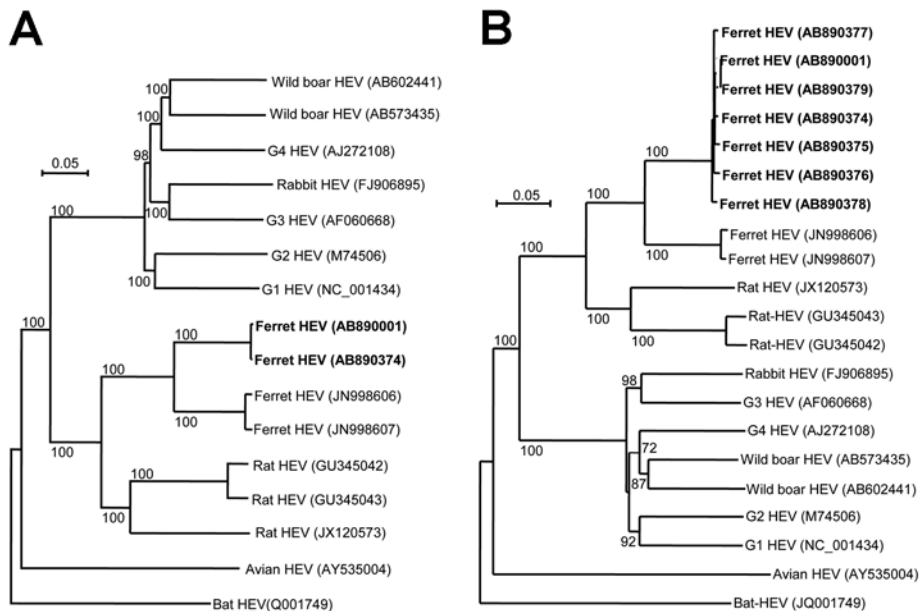 A
Wild boar HEV (AB602441)
100
100
Wild boar HEV (AB573435)
100
G4 HEV (AJ272108)
98
0.05
Rabbit HEV (FJ906895)
100
100
G3 HEV (AF060668)
G2 HEV (M74506)
100
G1 HEV (NC_001434)
100
Ferret HEV (AB890001)
100
Ferret HEV (AB890374)
100
Ferret HEV (JN998606)
100
Ferret HEV (JN998607)
100
Rat HEV (GU345042)
100
Rat HEV (GU345043)
100
Rat HEV (JX120573)
Avian HEV (AY535004)
Bat HEV(Q001749)
B
Ferret HEV (AB890377)
Ferret HEV (AB890001)
Ferret HEV (AB890379)
Ferret HEV (AB890374)
Ferret HEV (AB890375)
100
Ferret HEV (AB890376)
100
0.05
Ferret HEV (AB890378)
100
Ferret HEV (JN998606)
100
100
Ferret HEV (JN998607)
Rat HEV (JX120573)
100
Rat-HEV (GU345043)
100
100
Rat-HEV (GU345042)
Rabbit HEV (FJ906895)
98
G3 HEV (AF060668)
G4 HEV (AJ272108)
100
72
Wild boar HEV (AB573435)
87
Wild boar HEV (AB602441)
G2 HEV (M74506)
92
G1 HEV (NC_001434)
Avian HEV (AY535004)
Bat-HEV (JQ001749)